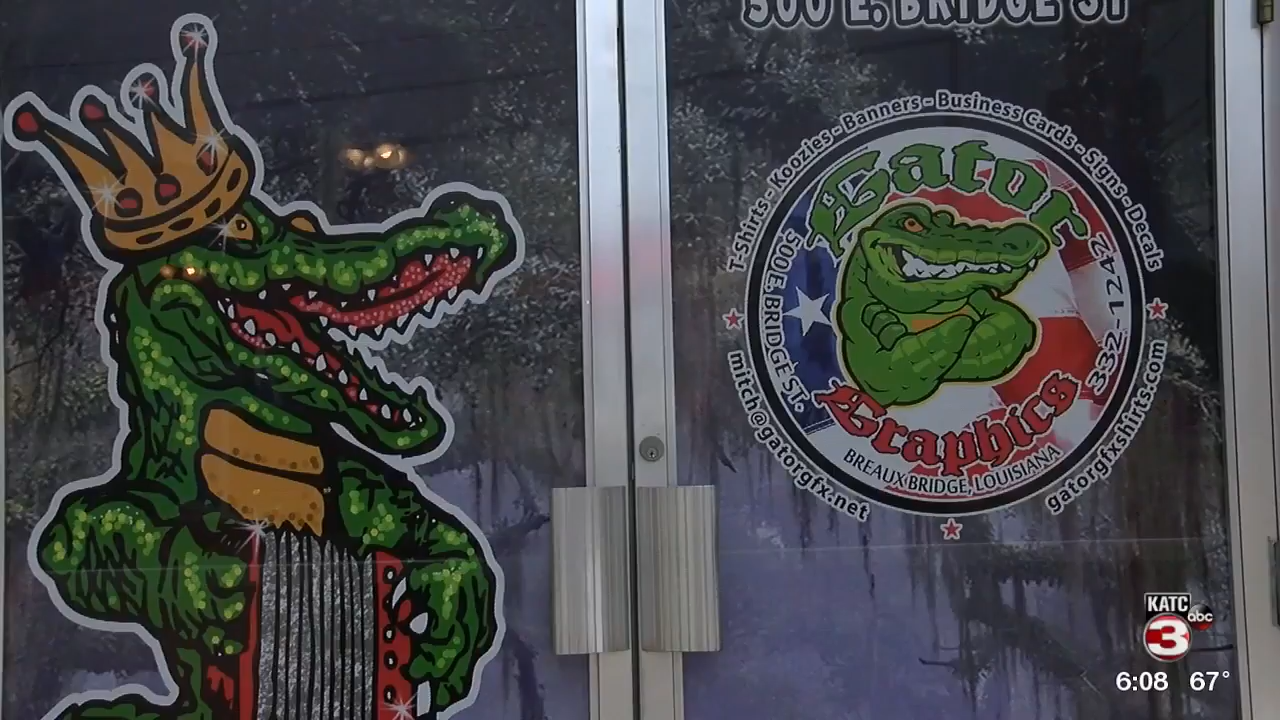 500 E. BRIDGE ST
T-Shirts - Koozies - Banners - Business Cards - Signs - Decals
Gator
500 E. BRIDGE ST.
332-1242
Graphics
BREAUX BRIDGE, LOUISIANA
mitch@gatorgfx.net
gatorgfxshirts.com
KATC
abc
3
6:08 67°